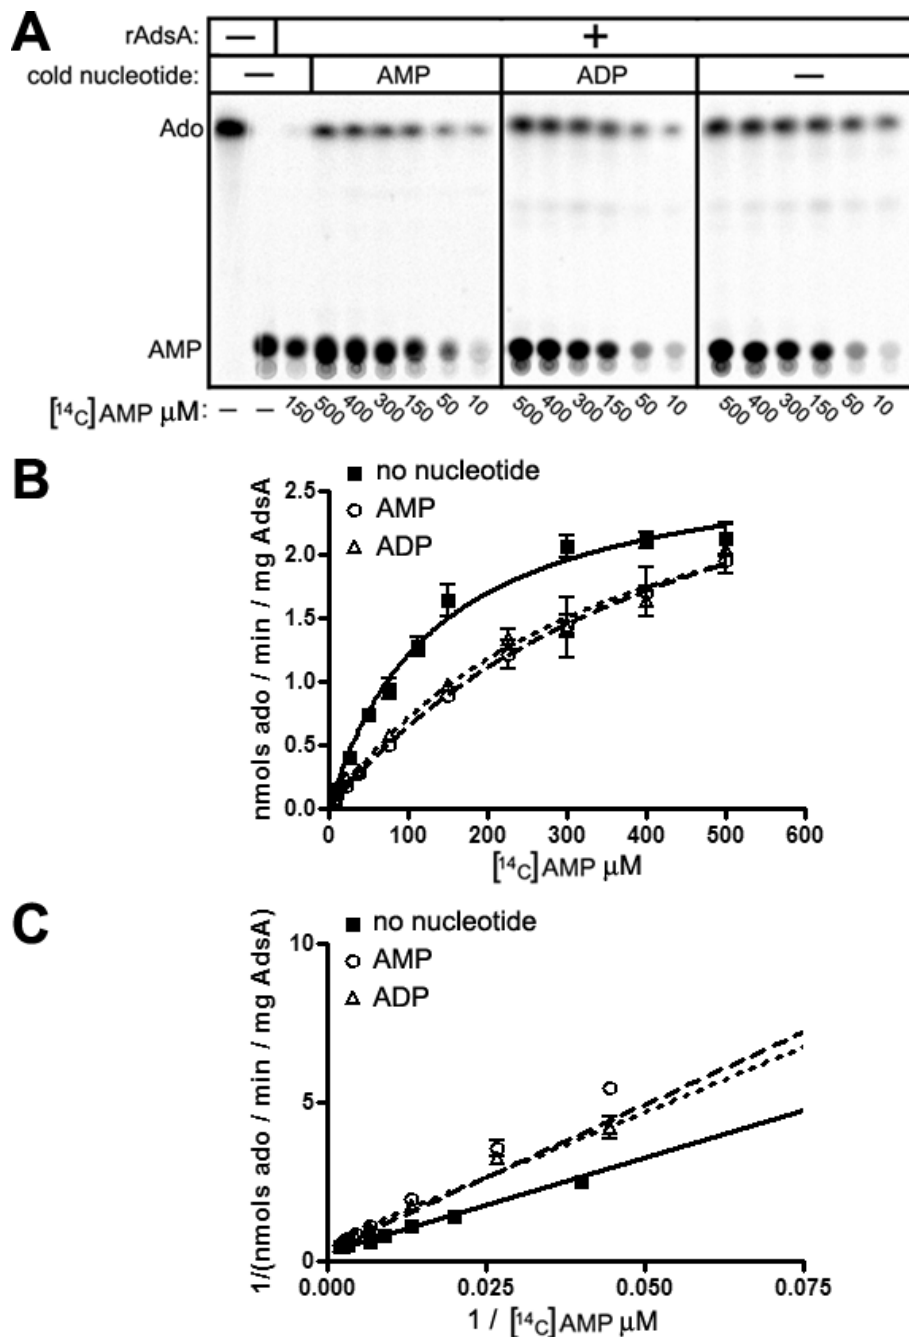 A
rAdsA: — +
cold nucleotide: — AMP ADP —
Ado
AMP
[¹⁴C]AMP µM: — — 150 500 400 300 150 50 10 500 400 300 150 50 10 500 400 300 150 50 10
B
■ no nucleotide
○ AMP
△ ADP
nmols ado / min / mg AdsA
2.5
2.0
1.5
1.0
0.5
0.0
0 100 200 300 400 500 600
[¹⁴C]AMP µM
C
■ no nucleotide
○ AMP
△ ADP
1/(nmols ado / min / mg AdsA)
10
5
0
0.000 0.025 0.050 0.075
1 / [¹⁴C]AMP µM